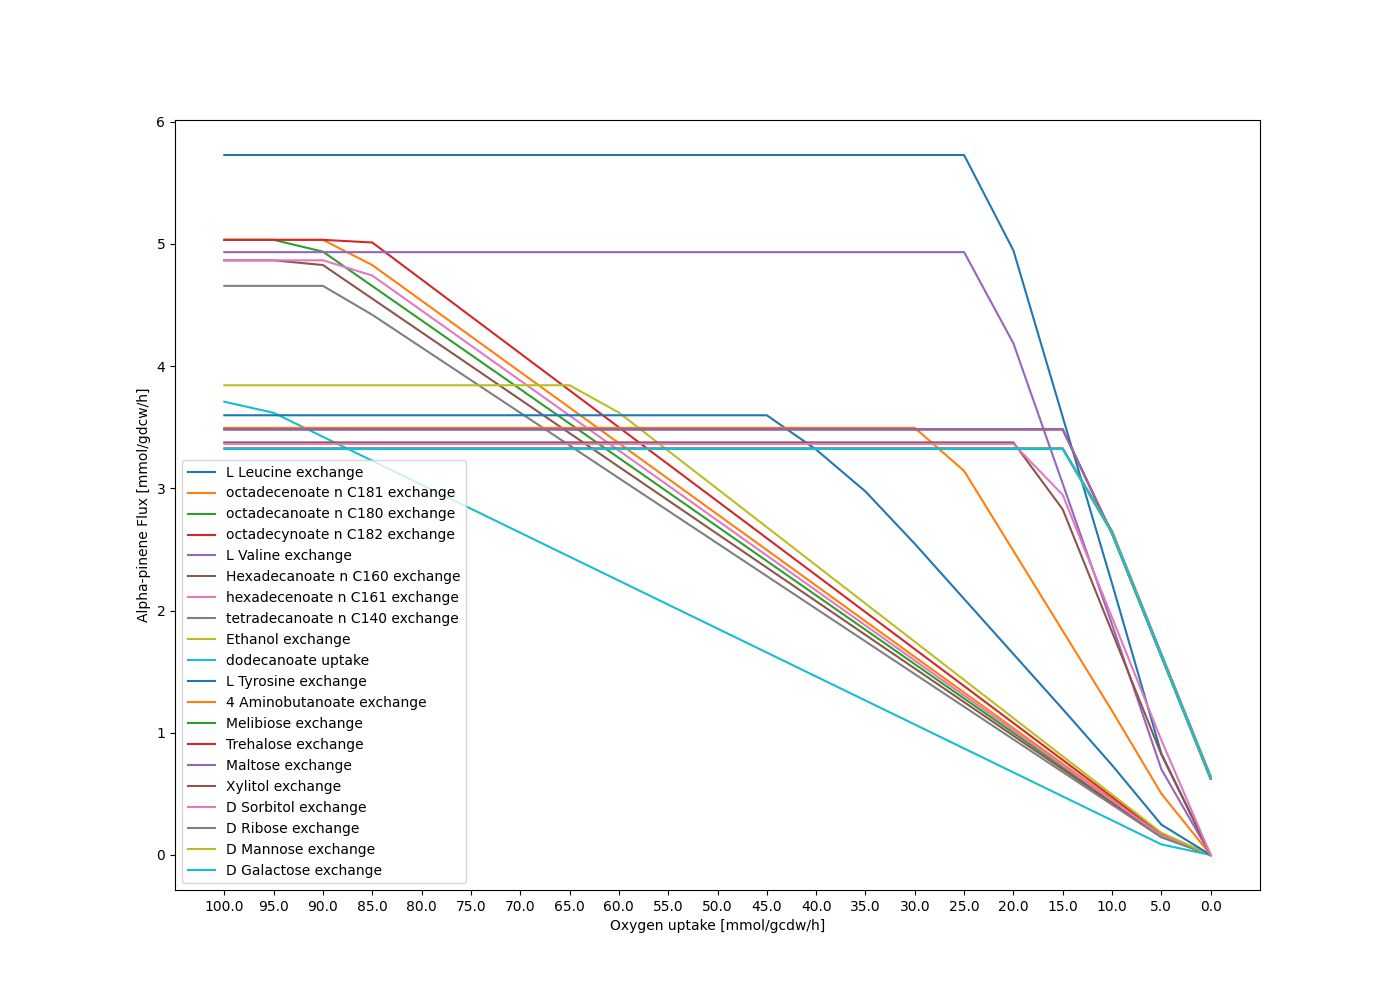 6
5
4
3
2
1
0
Alpha-pinene Flux [mmol/gdcw/h]
L Leucine exchange
octadecenoate n C181 exchange
octadecanoate n C180 exchange
octadecynoate n C182 exchange
L Valine exchange
Hexadecanoate n C160 exchange
hexadecenoate n C161 exchange
tetradecanoate n C140 exchange
Ethanol exchange
dodecanoate uptake
L Tyrosine exchange
4 Aminobutanoate exchange
Melibiose exchange
Trehalose exchange
Maltose exchange
Xylitol exchange
D Sorbitol exchange
D Ribose exchange
D Mannose exchange
D Galactose exchange
100.0 95.0 90.0 85.0 80.0 75.0 70.0 65.0 60.0 55.0 50.0 45.0 40.0 35.0 30.0 25.0 20.0 15.0 10.0 5.0 0.0
Oxygen uptake [mmol/gcdw/h]